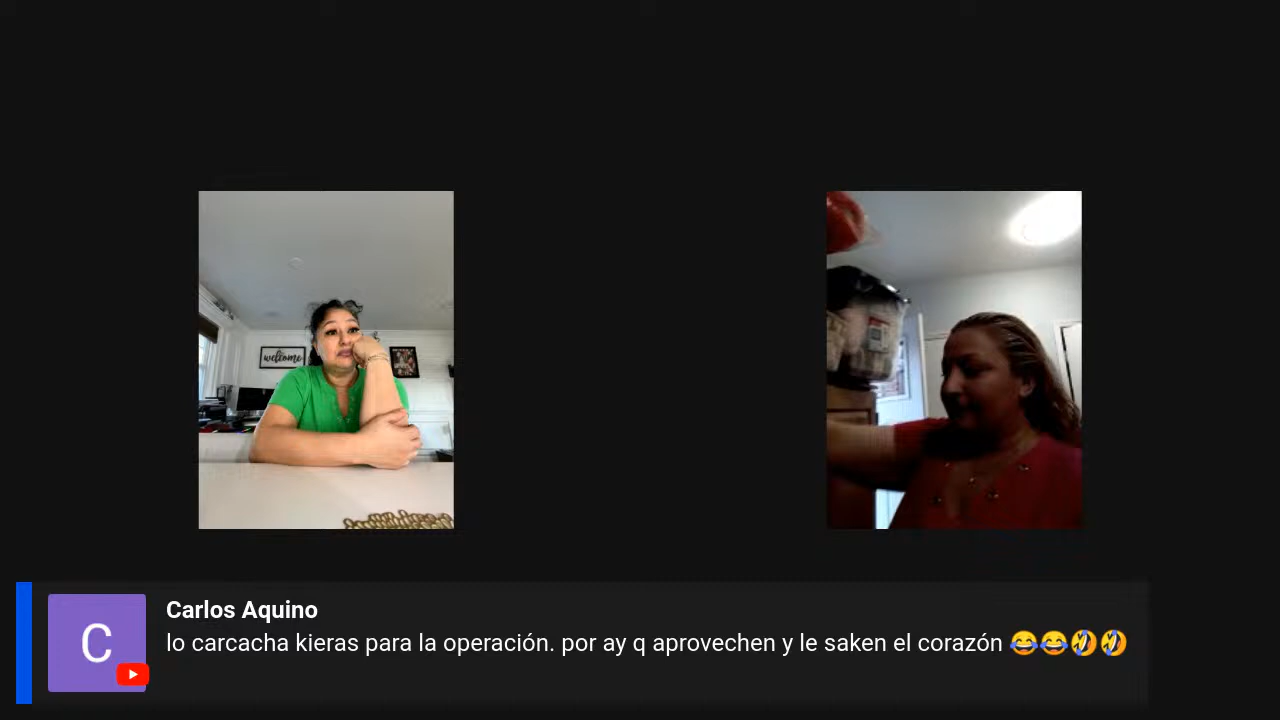 welcome
C
Carlos Aquino
lo carcacha kieras para la operación. por ay q aprovechen y le saken el corazón 😂😂🤣🤣